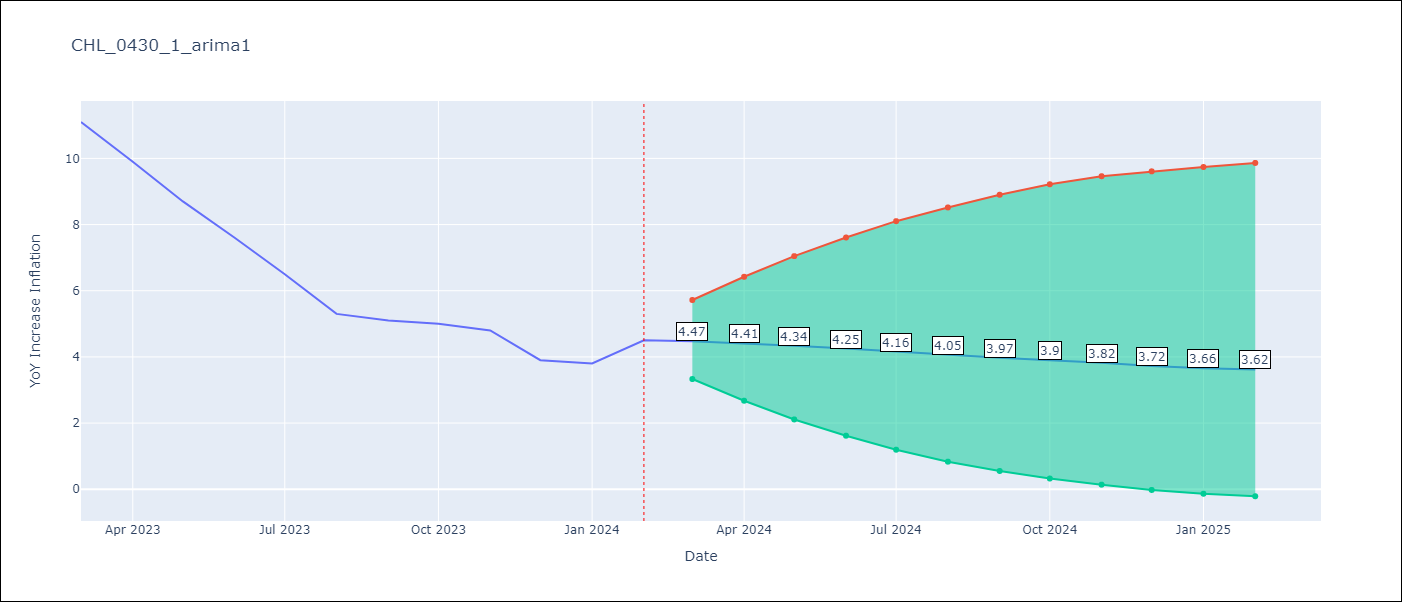 CHL_0430_1_arima1
YoY Increase Inflation
10
8
6
4
2
0
4.47
4.41
4.34
4.25
4.16
4.05
3.97
3.9
3.82
3.72
3.66
3.62
Apr 2023
Jul 2023
Oct 2023
Jan 2024
Apr 2024
Jul 2024
Oct 2024
Jan 2025
Date